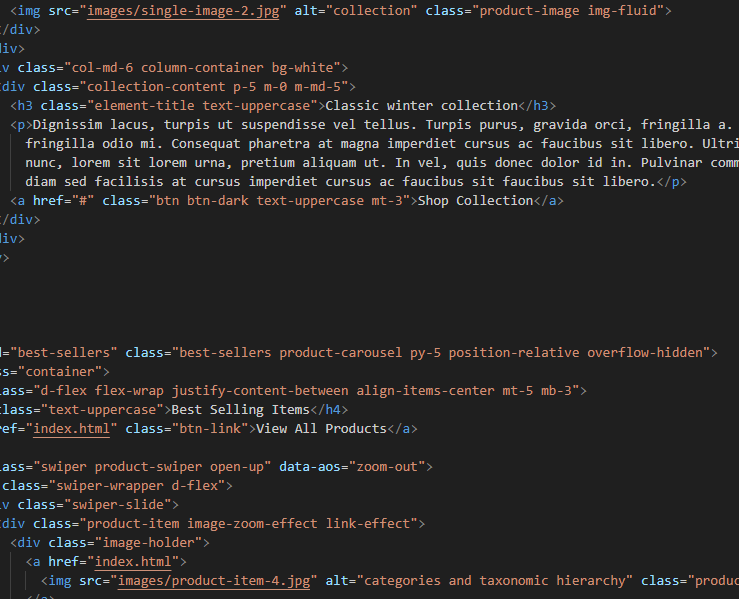 <img src="images/single-image-2.jpg" alt="collection" class="product-image img-fluid">
/div>
div>
v class="col-md-6 column-container bg-white">
div class="collection-content p-5 m-0 m-md-5">
<h3 class="element-title text-uppercase">Classic winter collection</h3>
<p>Dignissim lacus, turpis ut suspendisse vel tellus. Turpis purus, gravida orci, fringilla a.
fringilla odio mi. Consequat pharetra at magna imperdiet cursus ac faucibus sit libero. Ultri
nunc, lorem sit lorem urna, pretium aliquam ut. In vel, quis donec dolor id in. Pulvinar comm
diam sed facilisis at cursus imperdiet cursus ac faucibus sit faucibus sit libero.</p>
<a href="#" class="btn btn-dark text-uppercase mt-3">Shop Collection</a>
/div>
div>
>
d="best-sellers" class="best-sellers product-carousel py-5 position-relative overflow-hidden">
ss="container">
lass="d-flex flex-wrap justify-content-between align-items-center mt-5 mb-3">
class="text-uppercase">Best Selling Items</h4>
ref="index.html" class="btn-link">View All Products</a>
lass="swiper product-swiper open-up" data-aos="zoom-out">
class="swiper-wrapper d-flex">
v class="swiper-slide">
div class="product-item image-zoom-effect link-effect">
<div class="image-holder">
<a href="index.html">
<img src="images/product-item-4.jpg" alt="categories and taxonomic hierarchy" class="produc
</a>